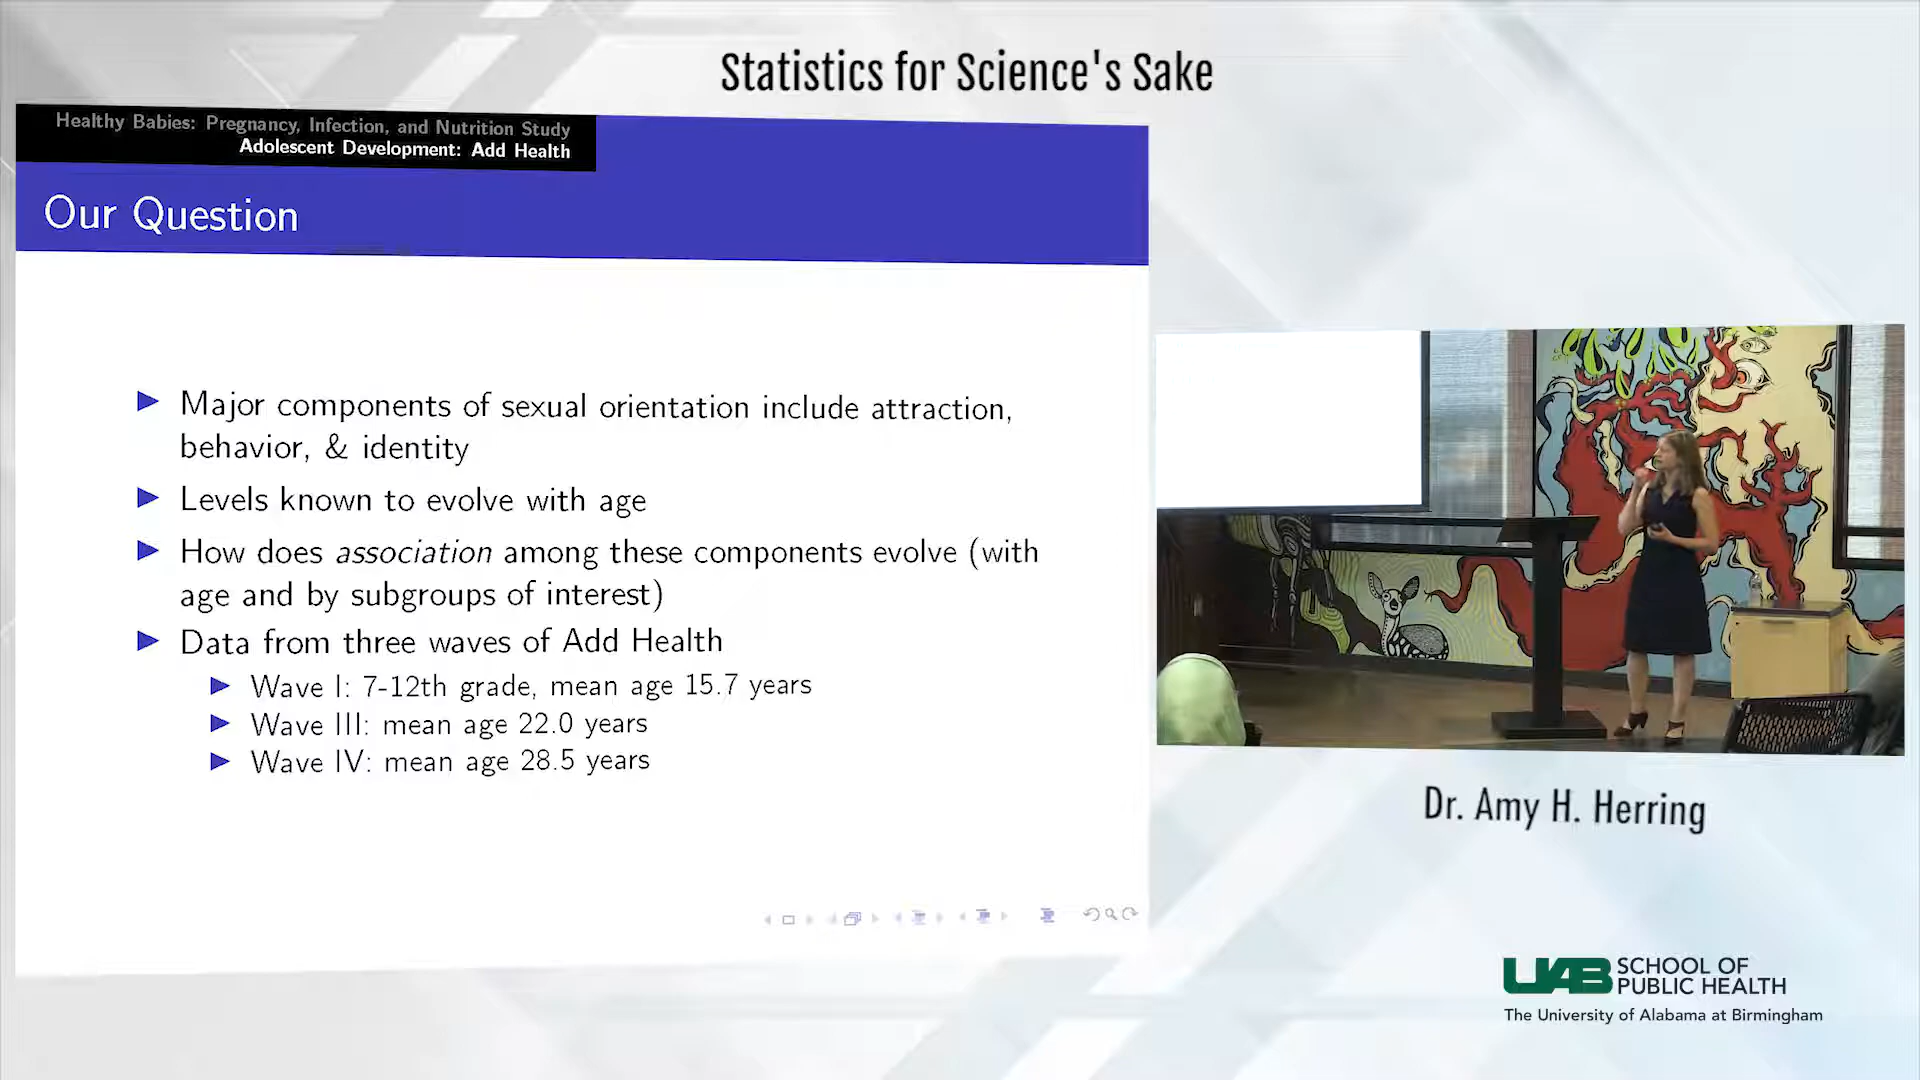 Statistics for Science's Sake
Healthy Babies: Pregnancy, Infection, and Nutrition Study
Adolescent Development: Add Health
Our Question
Major components of sexual orientation include attraction,
behavior, & identity
Levels known to evolve with age
How does association among these components evolve (with
age and by subgroups of interest)
Data from three waves of Add Health
Wave I: 7-12th grade, mean age 15.7 years
Wave III: mean age 22.0 years
Wave IV: mean age 28.5 years
Dr. Amy H. Herring
UAB SCHOOL OF
PUBLIC HEALTH
The University of Alabama at Birmingham